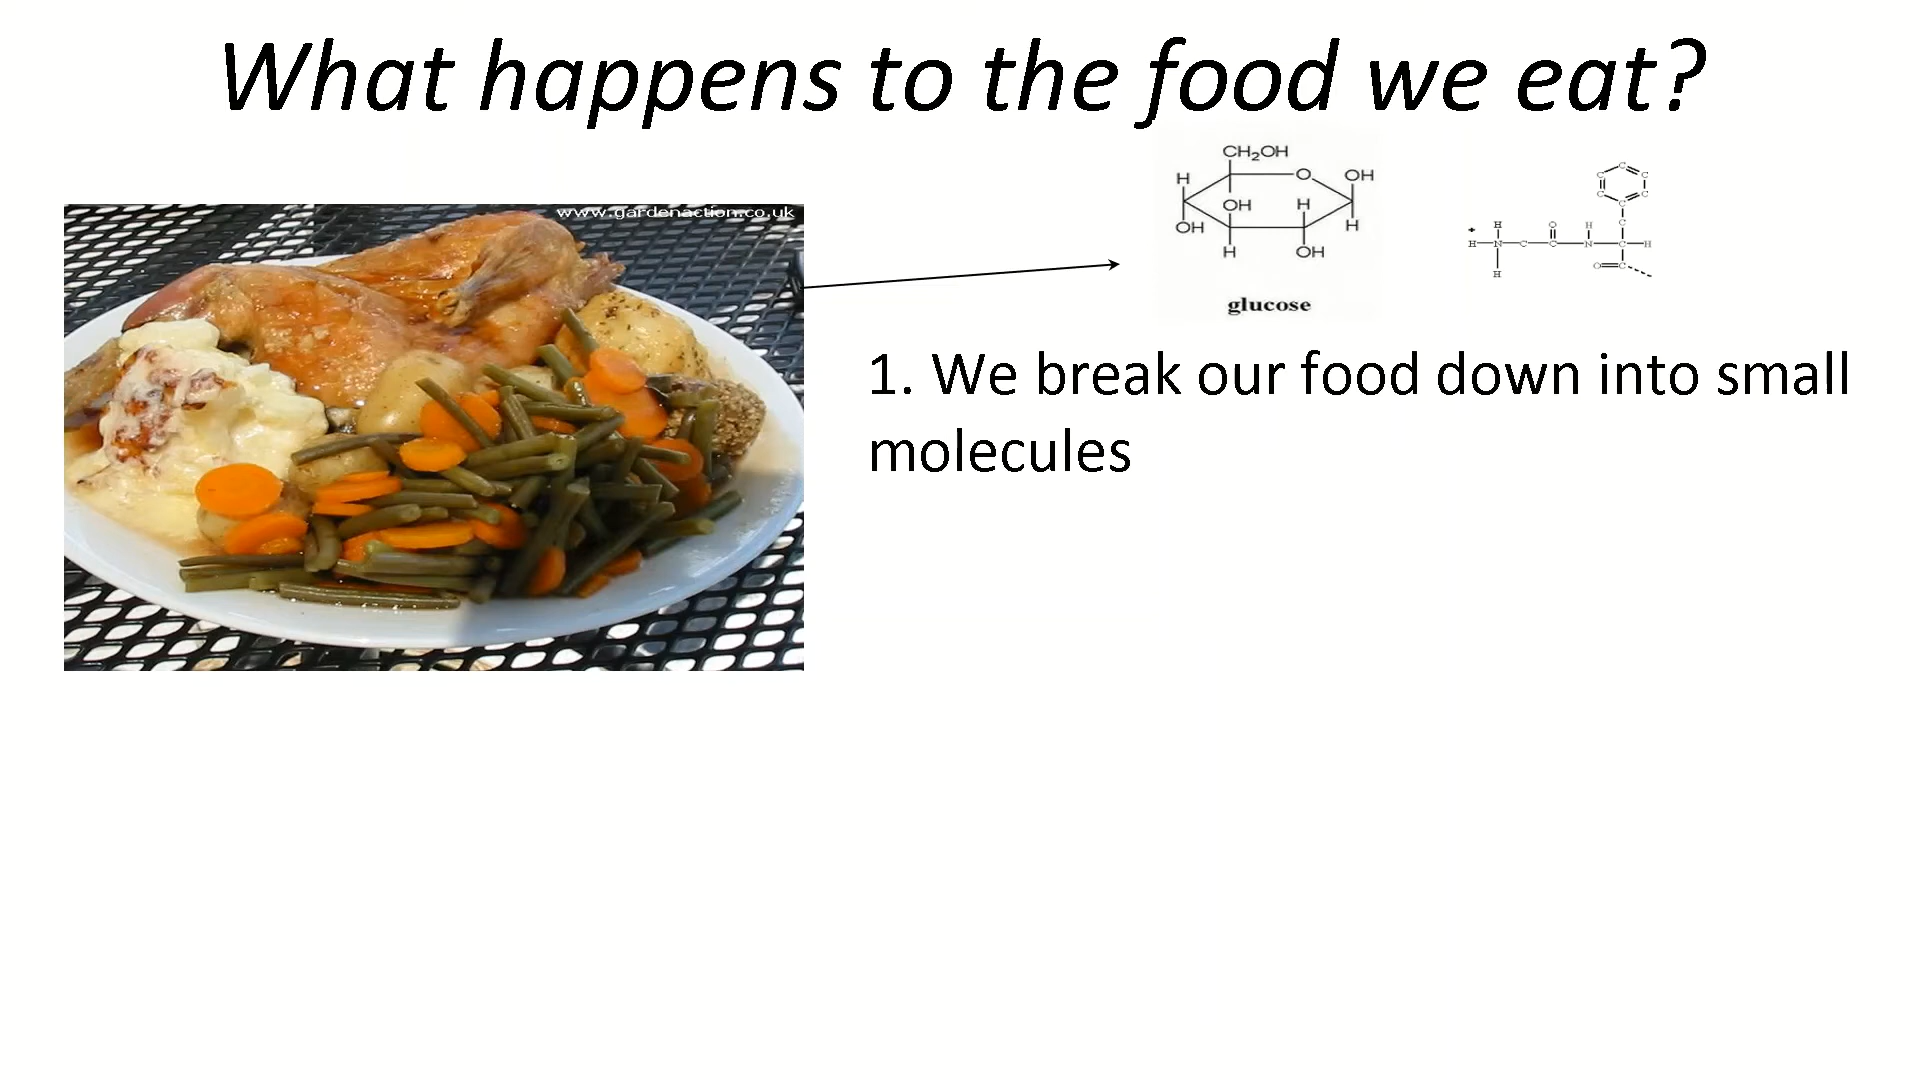 What happens to the food we eat?
www.gardenaction.co.uk
CH2OH
H O OH
OH H
OH H
H OH
glucose
C
C C
C C
C
C
O H H
+ H
H N C C N C H
H
O C
1. We break our food down into small
molecules